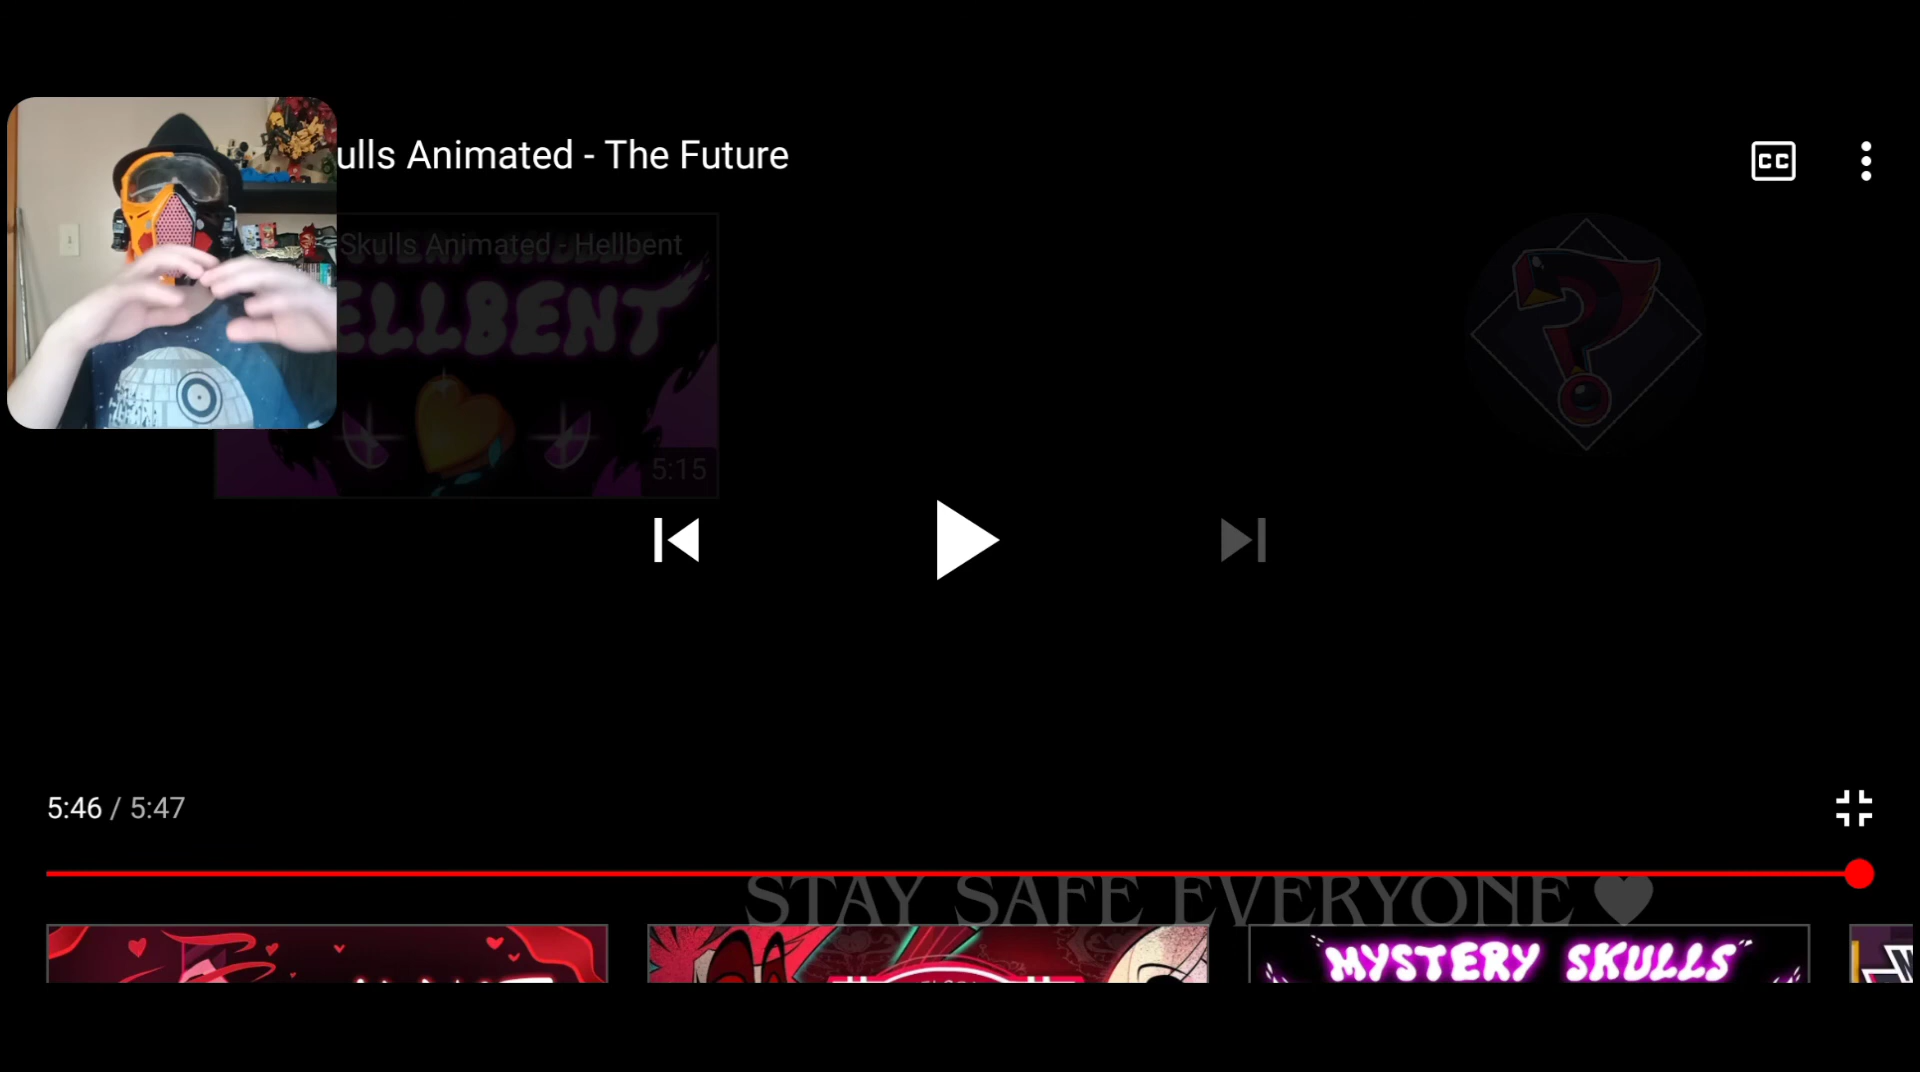 ulls Animated - The Future
CC
Skulls Animated - Hellbent
ELLBENT
5:15
5:46 / 5:47
STAY SAFE EVERYONE
MYSTERY SKULLS